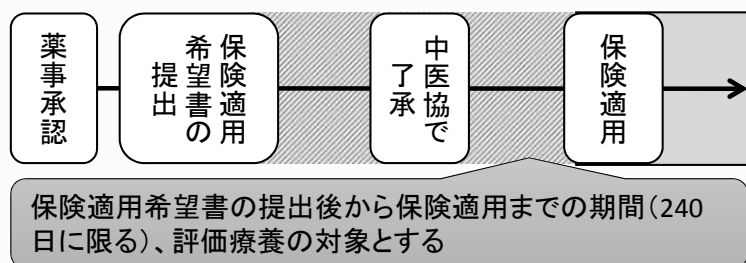 薬事承認
保険適用
希望書の
提出
中医協で
了承
保険適用
保険適用希望書の提出後から保険適用までの期間(240
日に限る)、評価療養の対象とする